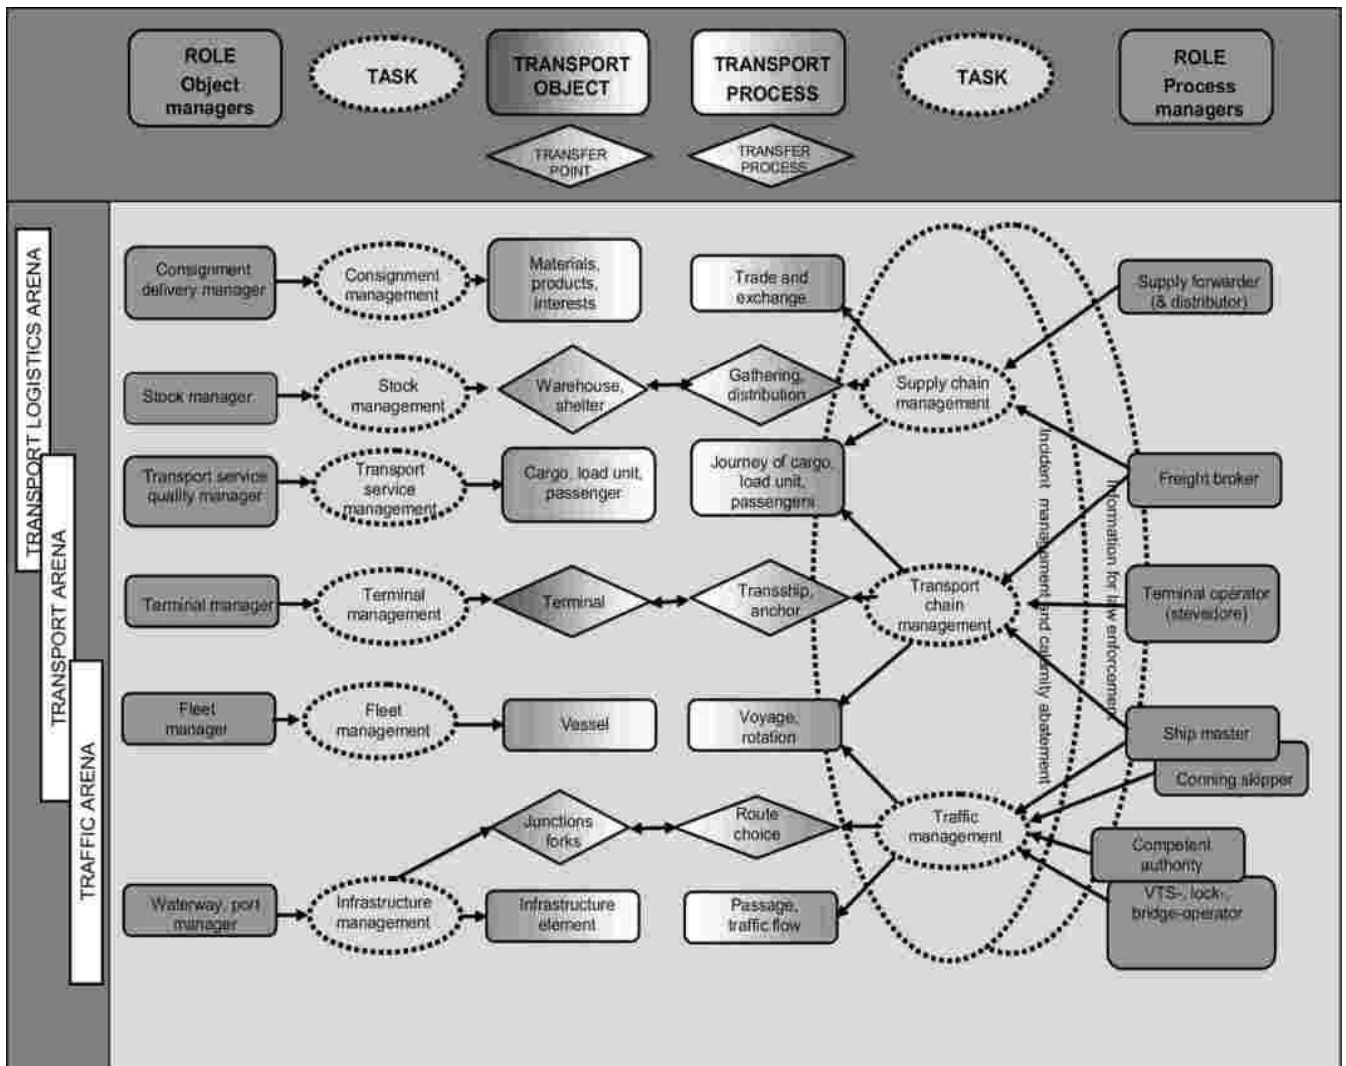 ROLE
Object
managers
TASK
TRANSPORT
OBJECT
TRANSPORT
PROCESS
TASK
ROLE
Process
managers
TRANSFER
POINT
TRANSFER
PROCESS
TRANSPORT LOGISTICS ARENA
TRANSPORT ARENA
TRAFFIC ARENA
Consignment
delivery manager
Consignment
management
Materials,
products,
interests
Trade and
exchange
Supply forwarder
(& distributor)
Stock manager
Stock
management
Warehouse,
shelter
Gathering,
distribution
Supply chain
management
Transport service
quality manager
Transport
service
management
Cargo, load unit,
passenger
Journey of cargo,
load unit,
passengers
Freight broker
Incident management and calamity abatement
Information for law enforcement
Terminal manager
Terminal
management
Terminal
Transship,
anchor
Transport
chain
management
Terminal operator
(stevedore)
Fleet
manager
Fleet
management
Vessel
Voyage,
rotation
Ship master
Conning skipper
Junctions
forks
Route
choice
Traffic
management
Competent
authority
VTS-, lock-,
bridge-operator
Waterway, port
manager
Infrastructure
management
Infrastructure
element
Passage,
traffic flow